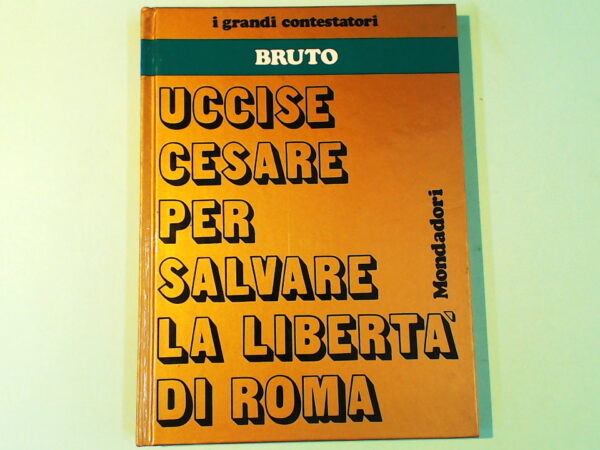 i grandi contestatori
BRUTO
UCCISE
CESARE
PER
SALVARE
LA LIBERTA'
DI ROMA
Mondadori